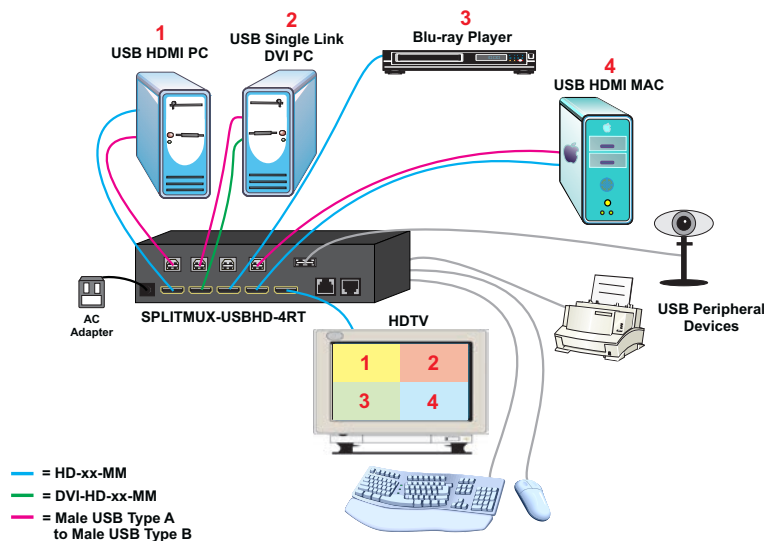 1
USB HDMI PC
2
USB Single Link
DVI PC
3
Blu-ray Player
4
USB HDMI MAC
AC
Adapter
SPLITMUX-USBHD-4RT
HDTV
USB Peripheral
Devices
1
2
3
4
= HD-xx-MM
= DVI-HD-xx-MM
= Male USB Type A
to Male USB Type B